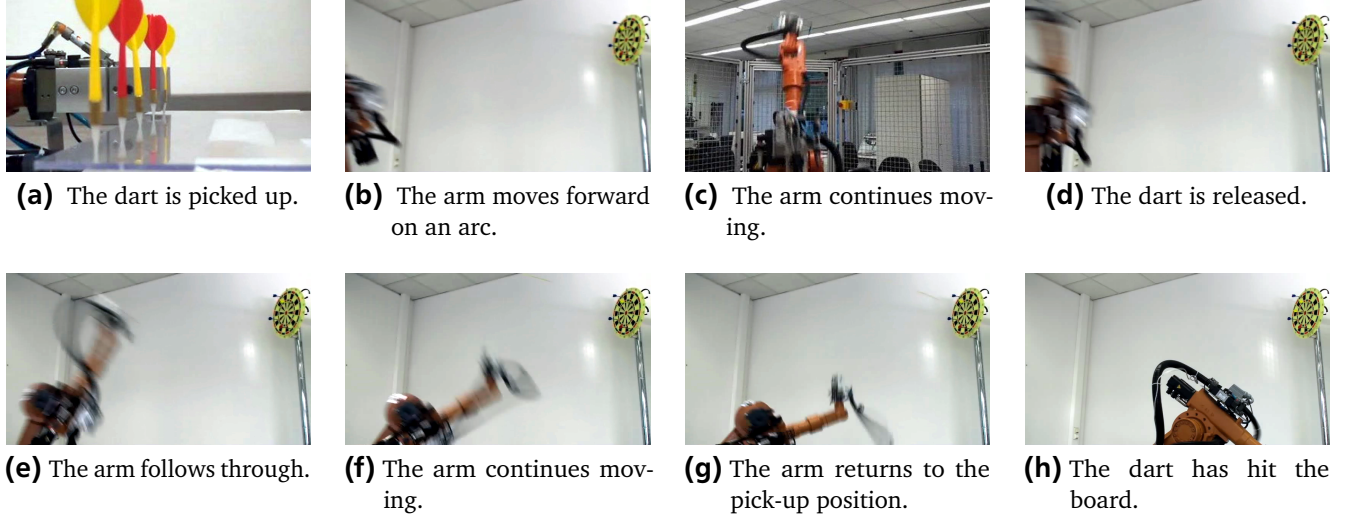 (a) The dart is picked up.
(b) The arm moves forward
on an arc.
(c) The arm continues mov-
ing.
(d) The dart is released.
(e) The arm follows through.
(f) The arm continues mov-
ing.
(g) The arm returns to the
pick-up position.
(h) The dart has hit the
board.